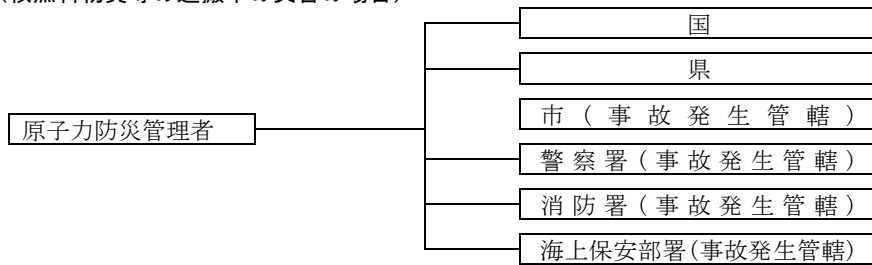 国
県
原子力防災管理者
市(事故発生管轄)
警察署(事故発生管轄)
消防署(事故発生管轄)
海上保安部署(事故発生管轄)